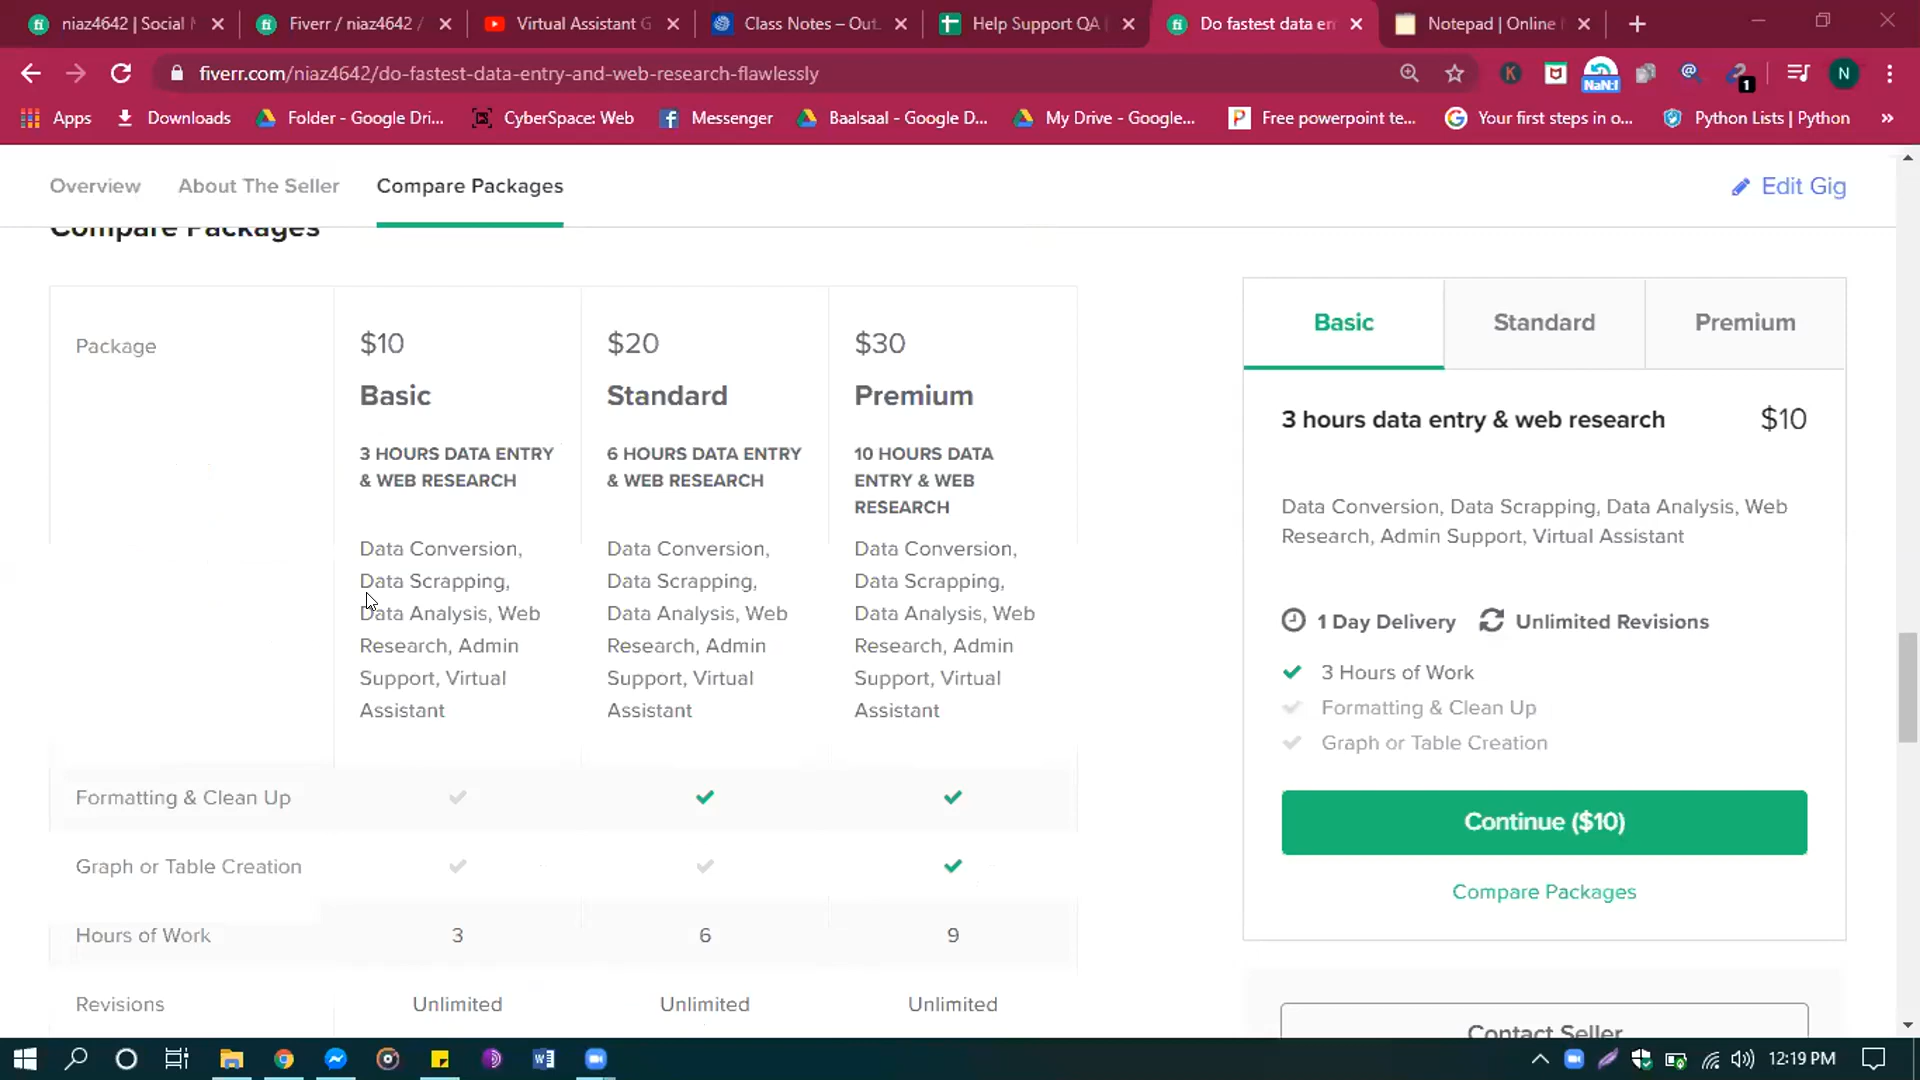 niaz4642 | Social
Fiverr / niaz4642 /
Virtual Assistant G
Class Notes – Out
Help Support QA
Do fastest data en
Notepad | Online
fiverr.com/niaz4642/do-fastest-data-entry-and-web-research-flawlessly
K
NaN:I
1
N
Apps
Downloads
Folder - Google Dri...
CyberSpace: Web
Messenger
Baalsaal - Google D...
My Drive - Google...
Free powerpoint te...
Your first steps in o...
Python Lists | Python
»
Overview
About The Seller
Compare Packages
Edit Gig
Compare Packages
Package
$10
Basic
3 HOURS DATA ENTRY
& WEB RESEARCH
Data Conversion,
Data Scrapping,
Data Analysis, Web
Research, Admin
Support, Virtual
Assistant
$20
Standard
6 HOURS DATA ENTRY
& WEB RESEARCH
Data Conversion,
Data Scrapping,
Data Analysis, Web
Research, Admin
Support, Virtual
Assistant
$30
Premium
10 HOURS DATA
ENTRY & WEB
RESEARCH
Data Conversion,
Data Scrapping,
Data Analysis, Web
Research, Admin
Support, Virtual
Assistant
Formatting & Clean Up
Graph or Table Creation
Hours of Work 3 6 9
Revisions Unlimited Unlimited Unlimited
Basic
Standard
Premium
3 hours data entry & web research $10
Data Conversion, Data Scrapping, Data Analysis, Web
Research, Admin Support, Virtual Assistant
1 Day Delivery Unlimited Revisions
3 Hours of Work
Formatting & Clean Up
Graph or Table Creation
Continue ($10)
Compare Packages
Contact Seller
12:19 PM